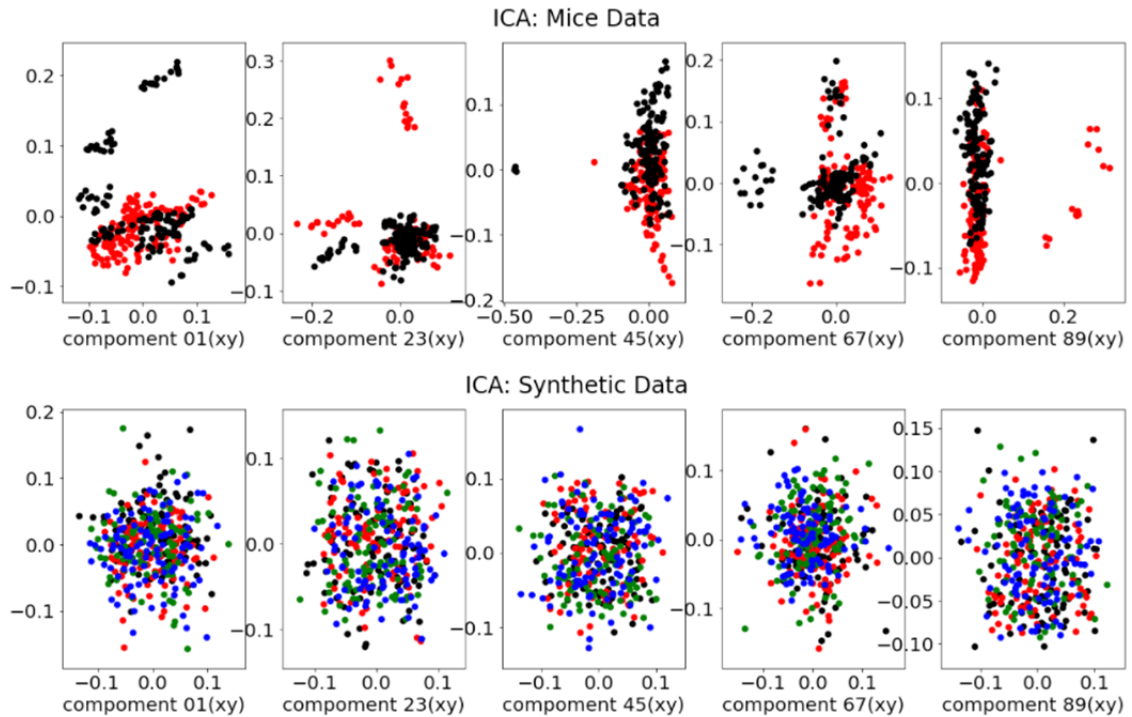 ICA: Mice Data
0.2
0.1
0.0
−0.1
−0.1 0.0 0.1
compoment 01(xy)
0.3
0.2
0.1
0.0
−0.1
−0.2 0.0
compoment 23(xy)
0.1
0.0
−0.1
−0.2
−0.50 −0.25 0.00
compoment 45(xy)
0.2
0.1
0.0
−0.1
−0.2 0.0
compoment 67(xy)
0.1
0.0
−0.1
0.0 0.2
compoment 89(xy)
ICA: Synthetic Data
0.2
0.1
0.0
−0.1
−0.1 0.0 0.1
compoment 01(xy)
0.1
0.0
−0.1
−0.1 0.0 0.1
compoment 23(xy)
0.1
0.0
−0.1
−0.1 0.0 0.1
compoment 45(xy)
0.1
0.0
−0.1
−0.1 0.0 0.1
compoment 67(xy)
0.15
0.10
0.05
0.00
−0.05
−0.10
−0.1 0.0 0.1
compoment 89(xy)